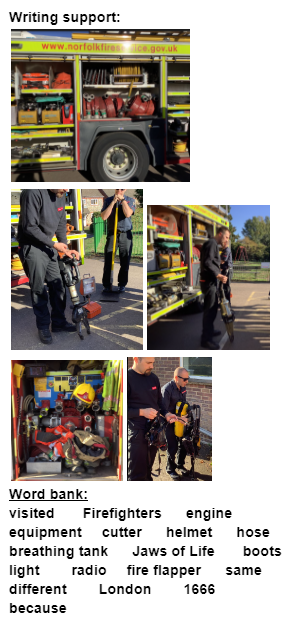 Writing support:
www.norfolkfireservice.gov.uk
Word bank:
visited Firefighters engine
equipment cutter helmet hose
breathing tank Jaws of Life boots
light radio fire flapper same
different London 1666
because